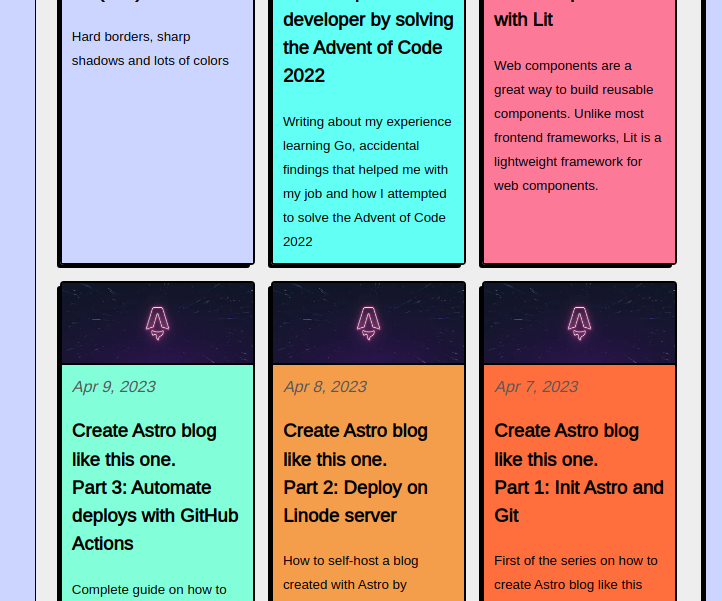 Hard borders, sharp
shadows and lots of colors
developer by solving
the Advent of Code
2022
Writing about my experience
learning Go, accidental
findings that helped me with
my job and how I attempted
to solve the Advent of Code
2022
with Lit
Web components are a
great way to build reusable
components. Unlike most
frontend frameworks, Lit is a
lightweight framework for
web components.
Apr 9, 2023
Create Astro blog
like this one.
Part 3: Automate
deploys with GitHub
Actions
Complete guide on how to
Apr 8, 2023
Create Astro blog
like this one.
Part 2: Deploy on
Linode server
How to self-host a blog
created with Astro by
Apr 7, 2023
Create Astro blog
like this one.
Part 1: Init Astro and
Git
First of the series on how to
create Astro blog like this